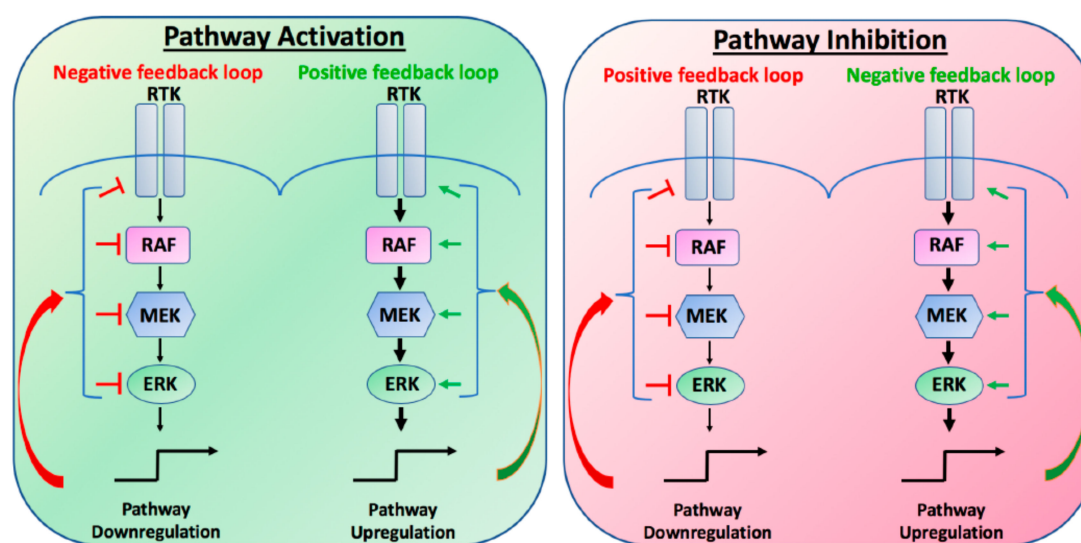 Pathway Activation
Negative feedback loop
Positive feedback loop
RTK
RTK
RAF
RAF
MEK
MEK
ERK
ERK
Pathway
Downregulation
Pathway
Upregulation
Pathway Inhibition
Positive feedback loop
Negative feedback loop
RTK
RTK
RAF
RAF
MEK
MEK
ERK
ERK
Pathway
Downregulation
Pathway
Upregulation